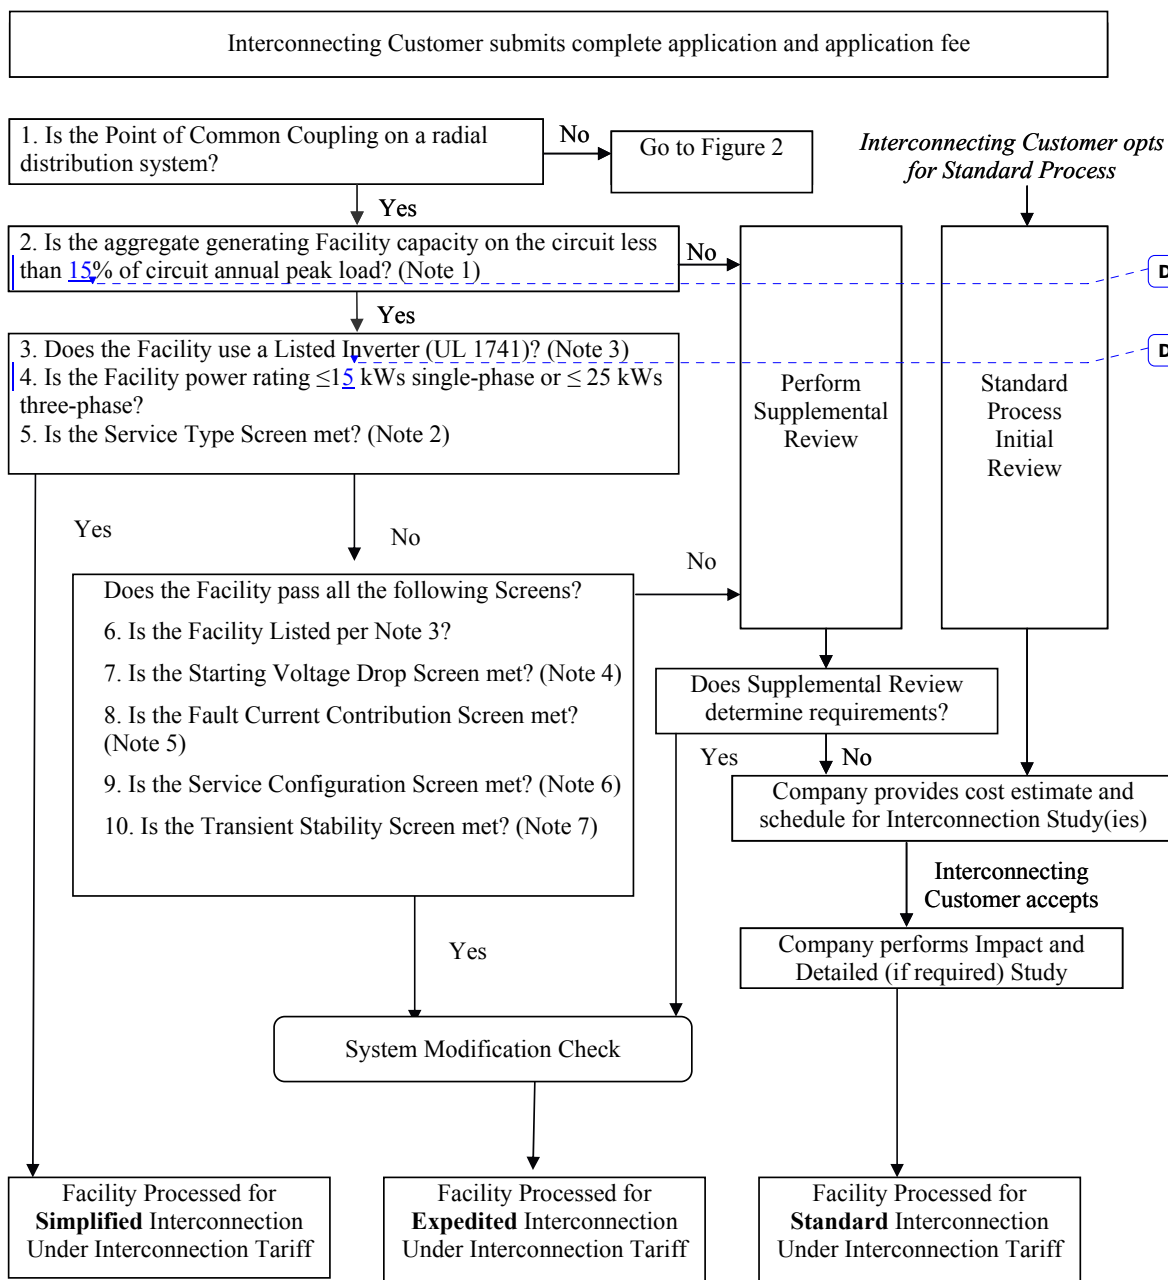 Interconnecting Customer submits complete application and application fee
1. Is the Point of Common Coupling on a radial
distribution system?
No
Go to Figure 2
Interconnecting Customer opts
for Standard Process
Yes
2. Is the aggregate generating Facility capacity on the circuit less
than 15% of circuit annual peak load? (Note 1)
No
D
Yes
3. Does the Facility use a Listed Inverter (UL 1741)? (Note 3)
4. Is the Facility power rating ≤15 kWs single-phase or ≤ 25 kWs
three-phase?
5. Is the Service Type Screen met? (Note 2)
D
Perform
Supplemental
Review
Standard
Process
Initial
Review
Yes
No
No
Does the Facility pass all the following Screens?
6. Is the Facility Listed per Note 3?
7. Is the Starting Voltage Drop Screen met? (Note 4)
8. Is the Fault Current Contribution Screen met?
(Note 5)
9. Is the Service Configuration Screen met? (Note 6)
10. Is the Transient Stability Screen met? (Note 7)
Does Supplemental Review
determine requirements?
Yes
No
Company provides cost estimate and
schedule for Interconnection Study(ies)
Interconnecting
Customer accepts
Company performs Impact and
Detailed (if required) Study
Yes
System Modification Check
Facility Processed for
Simplified Interconnection
Under Interconnection Tariff
Facility Processed for
Expedited Interconnection
Under Interconnection Tariff
Facility Processed for
Standard Interconnection
Under Interconnection Tariff